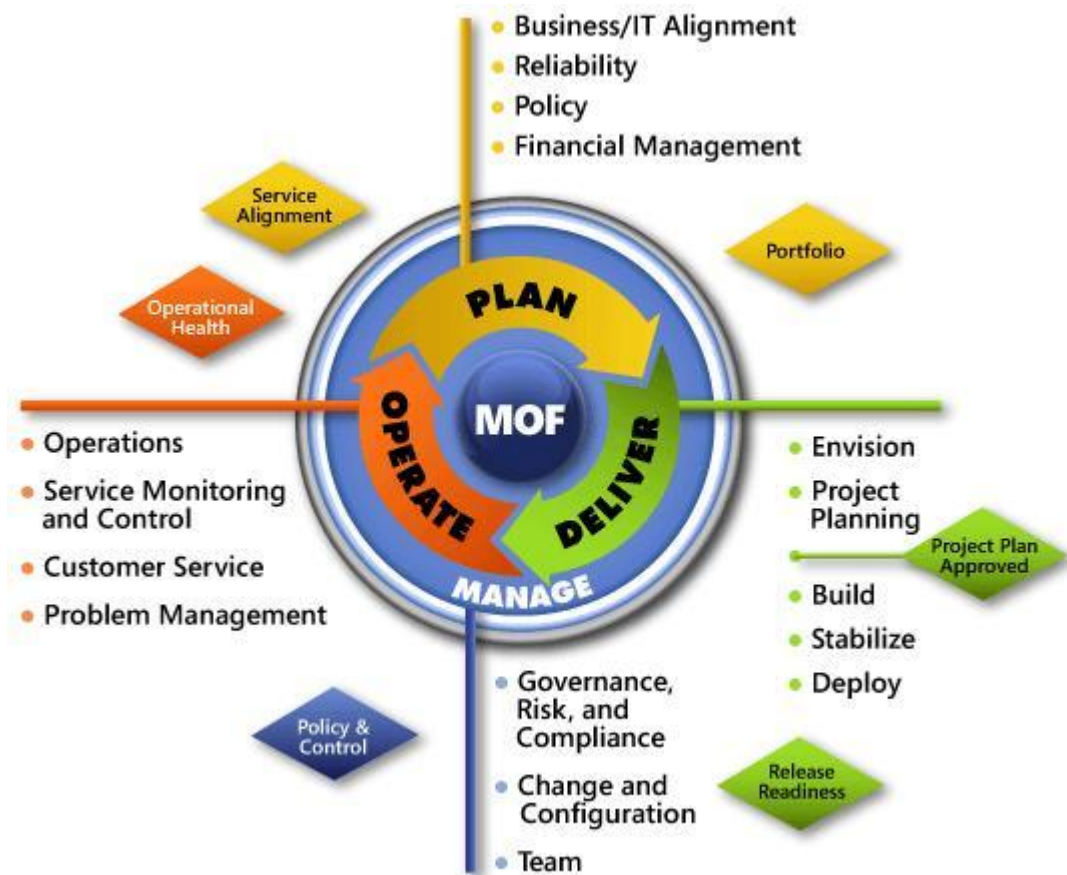 Business/IT Alignment
Reliability
Policy
Financial Management
Service
Alignment
Portfolio
Operational
Health
PLAN
OPERATE
MOF
DELIVER
MANAGE
Operations
Service Monitoring
and Control
Customer Service
Problem Management
Envision
Project
Planning
Project Plan
Approved
Build
Stabilize
Deploy
Policy &
Control
Governance,
Risk, and
Compliance
Change and
Configuration
Team
Release
Readiness